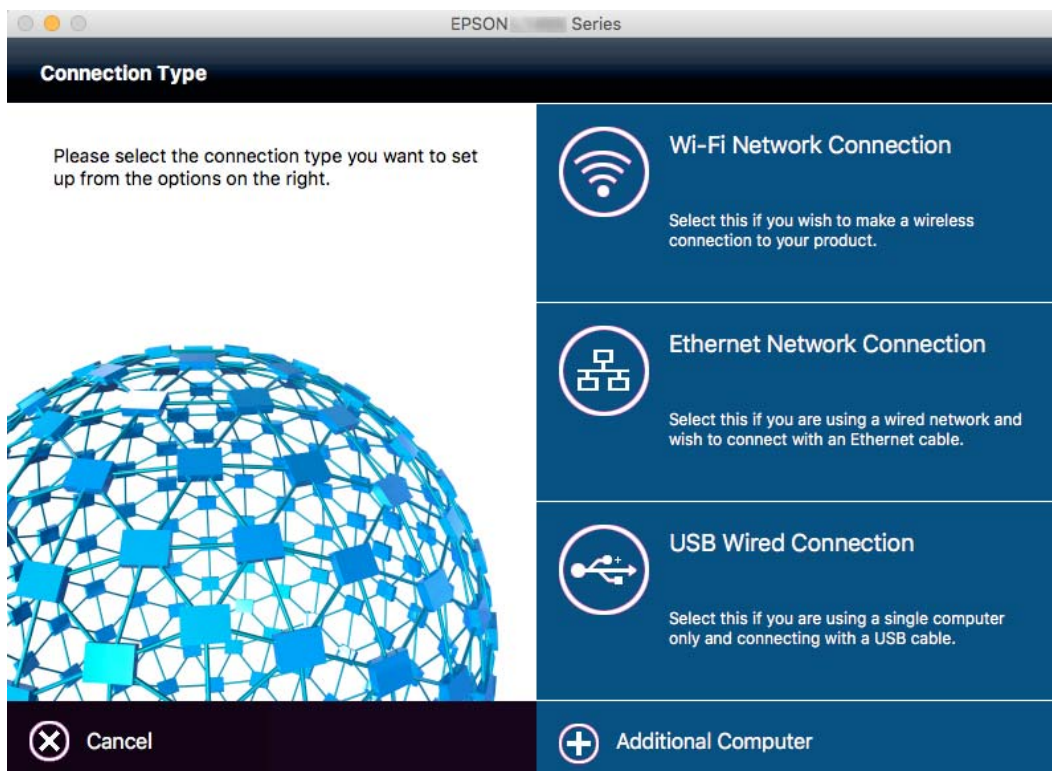 EPSON Series
Connection Type
Please select the connection type you want to set
up from the options on the right.
Wi-Fi Network Connection
Select this if you wish to make a wireless
connection to your product.
Ethernet Network Connection
Select this if you are using a wired network and
wish to connect with an Ethernet cable.
USB Wired Connection
Select this if you are using a single computer
only and connecting with a USB cable.
Cancel
Additional Computer